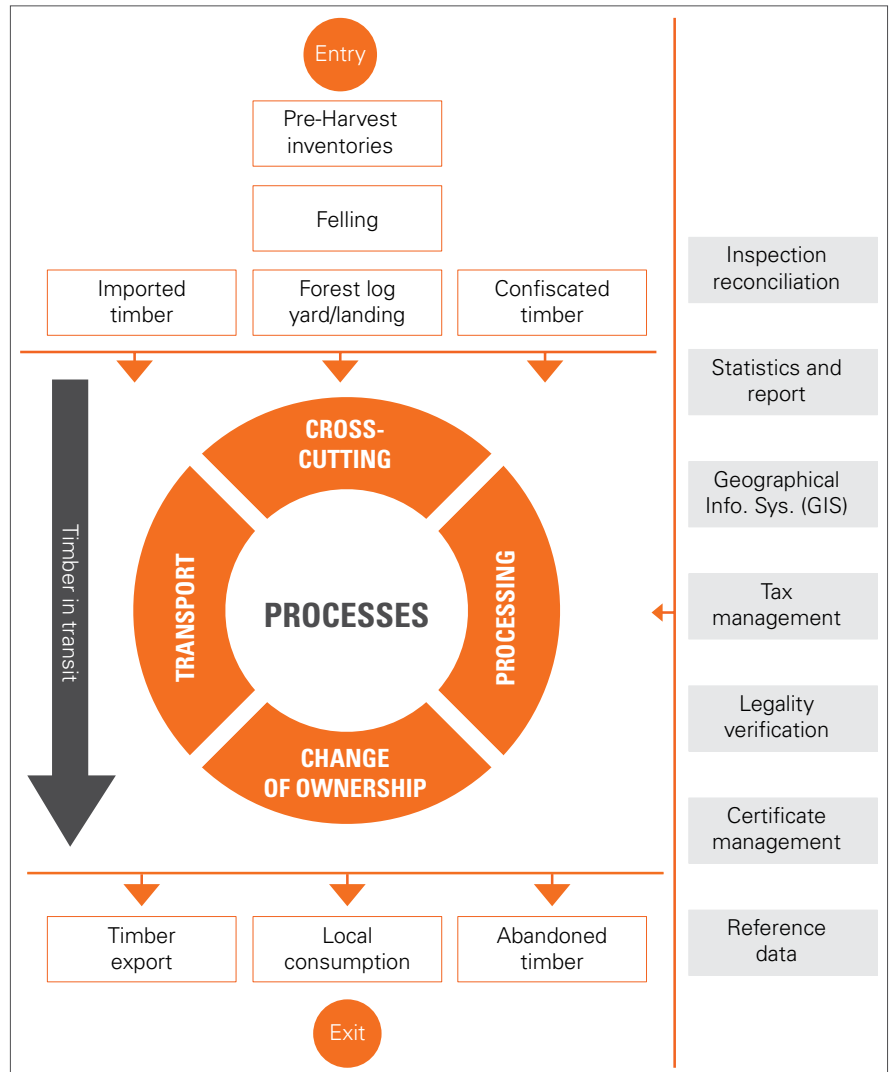 Entry
Pre-Harvest
inventories
Felling
Imported
timber
Forest log
yard/landing
Confiscated
timber
Timber in transit
CROSS-
CUTTING
TRANSPORT
PROCESSES
PROCESSING
CHANGE
OF OWNERSHIP
Timber
export
Local
consumption
Abandoned
timber
Exit
Inspection
reconciliation
Statistics and
report
Geographical
Info. Sys. (GIS)
Tax
management
Legality
verification
Certificate
management
Reference
data